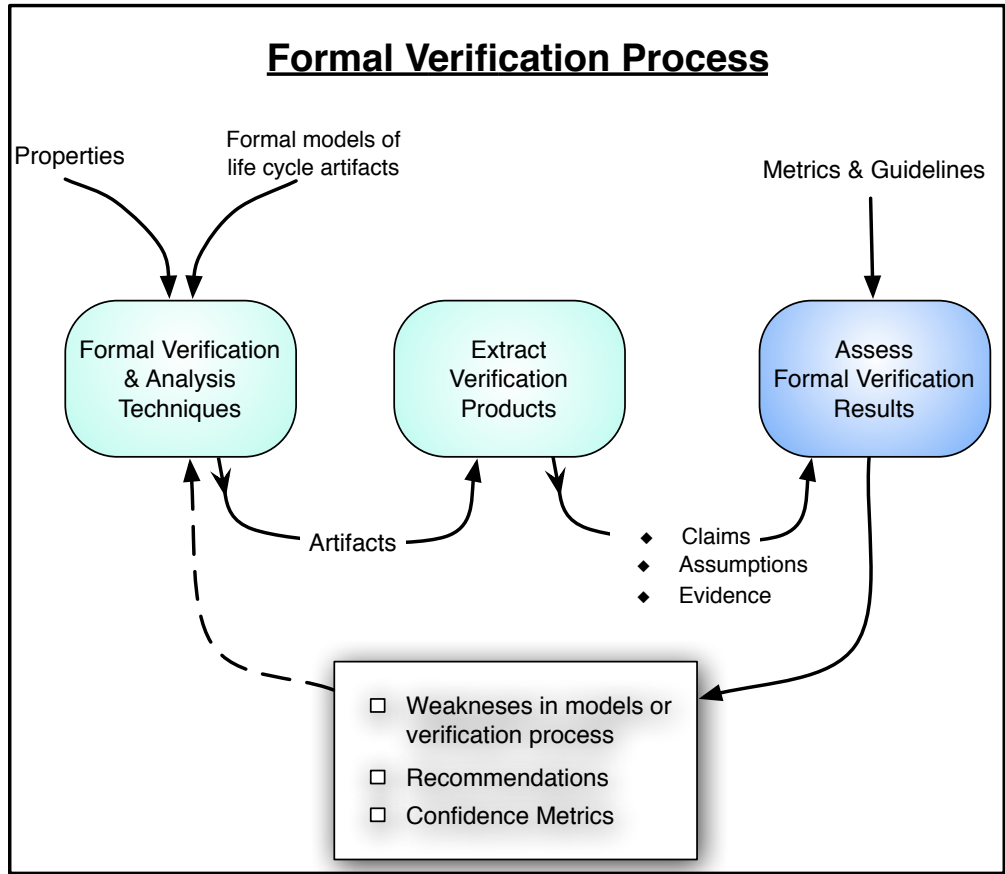 Formal Verification Process
Properties
Formal models of
life cycle artifacts
Metrics & Guidelines
Formal Verification
& Analysis
Techniques
Extract
Verification
Products
Assess
Formal Verification
Results
Artifacts
Claims
Assumptions
Evidence
Weakneses in models or
verification process
Recommendations
Confidence Metrics